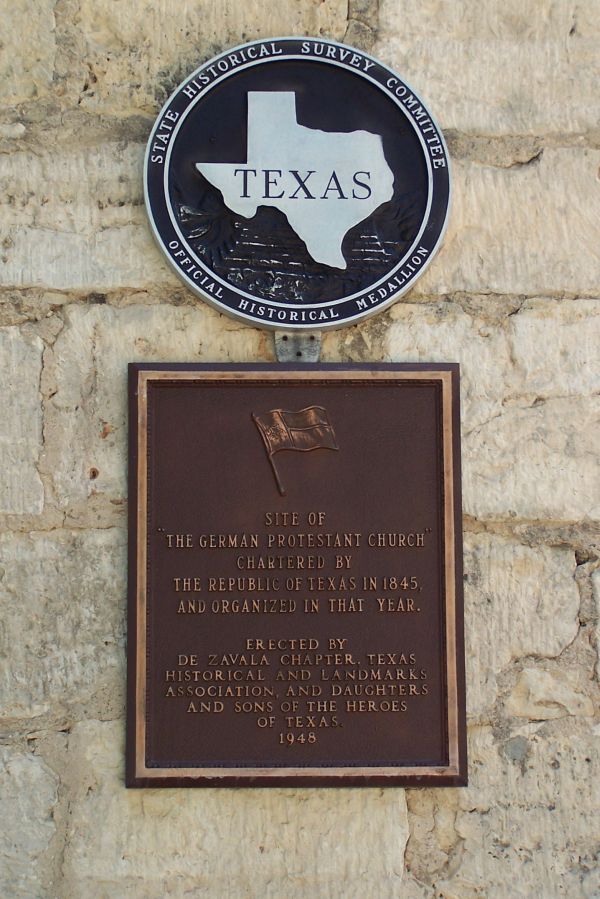 STATE HISTORICAL SURVEY COMMITTEE
TEXAS
OFFICIAL HISTORICAL MEDALLION
SITE OF
"THE GERMAN PROTESTANT CHURCH"
CHARTERED BY
THE REPUBLIC OF TEXAS IN 1845,
AND ORGANIZED IN THAT YEAR.
ERECTED BY
DE ZAVALA CHAPTER, TEXAS
HISTORICAL AND LANDMARKS
ASSOCIATION, AND DAUGHTERS
AND SONS OF THE HEROES
OF TEXAS.
1948